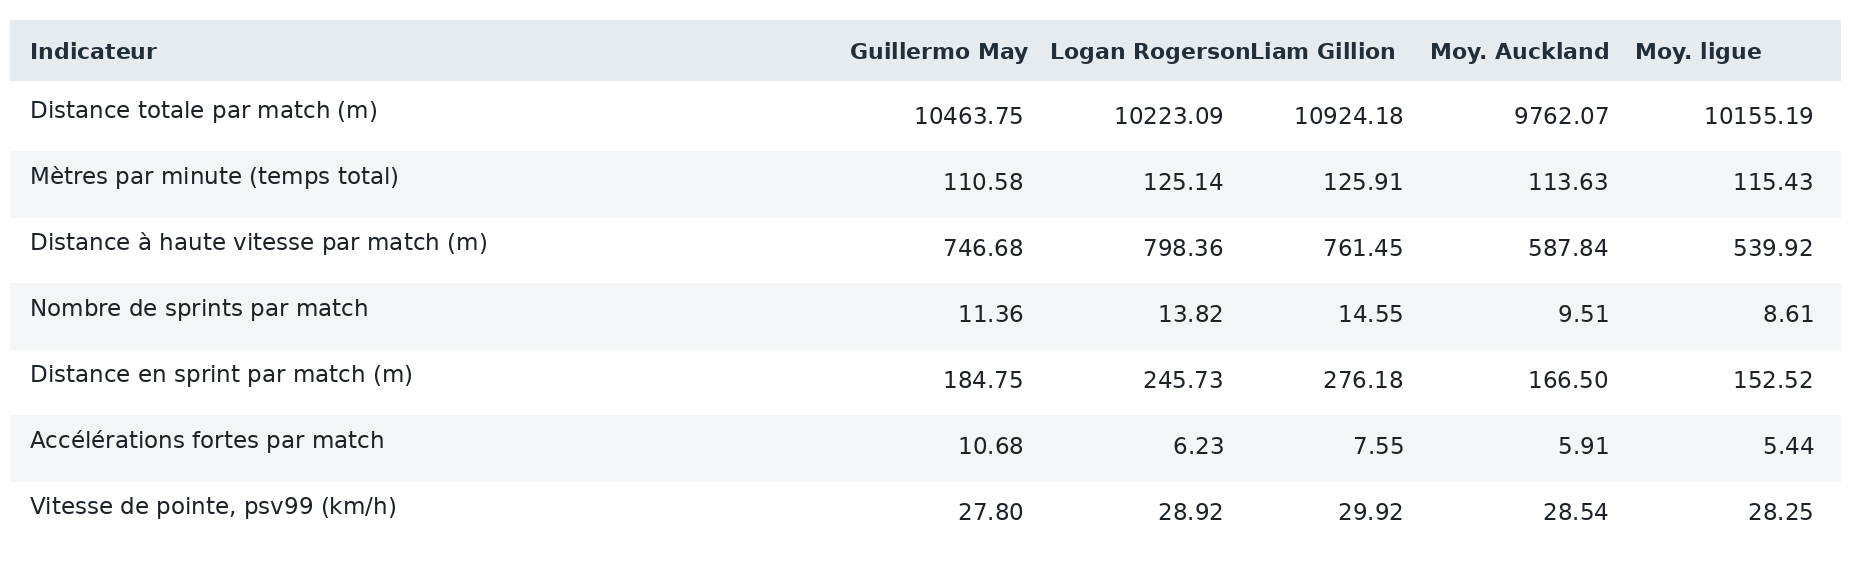 Indicateur Guillermo May Logan Rogerson Liam Gillion Moy. Auckland Moy. ligue
Distance totale par match (m) 10463.75 10223.09 10924.18 9762.07 10155.19
Mètres par minute (temps total) 110.58 125.14 125.91 113.63 115.43
Distance à haute vitesse par match (m) 746.68 798.36 761.45 587.84 539.92
Nombre de sprints par match 11.36 13.82 14.55 9.51 8.61
Distance en sprint par match (m) 184.75 245.73 276.18 166.50 152.52
Accélérations fortes par match 10.68 6.23 7.55 5.91 5.44
Vitesse de pointe, psv99 (km/h) 27.80 28.92 29.92 28.54 28.25